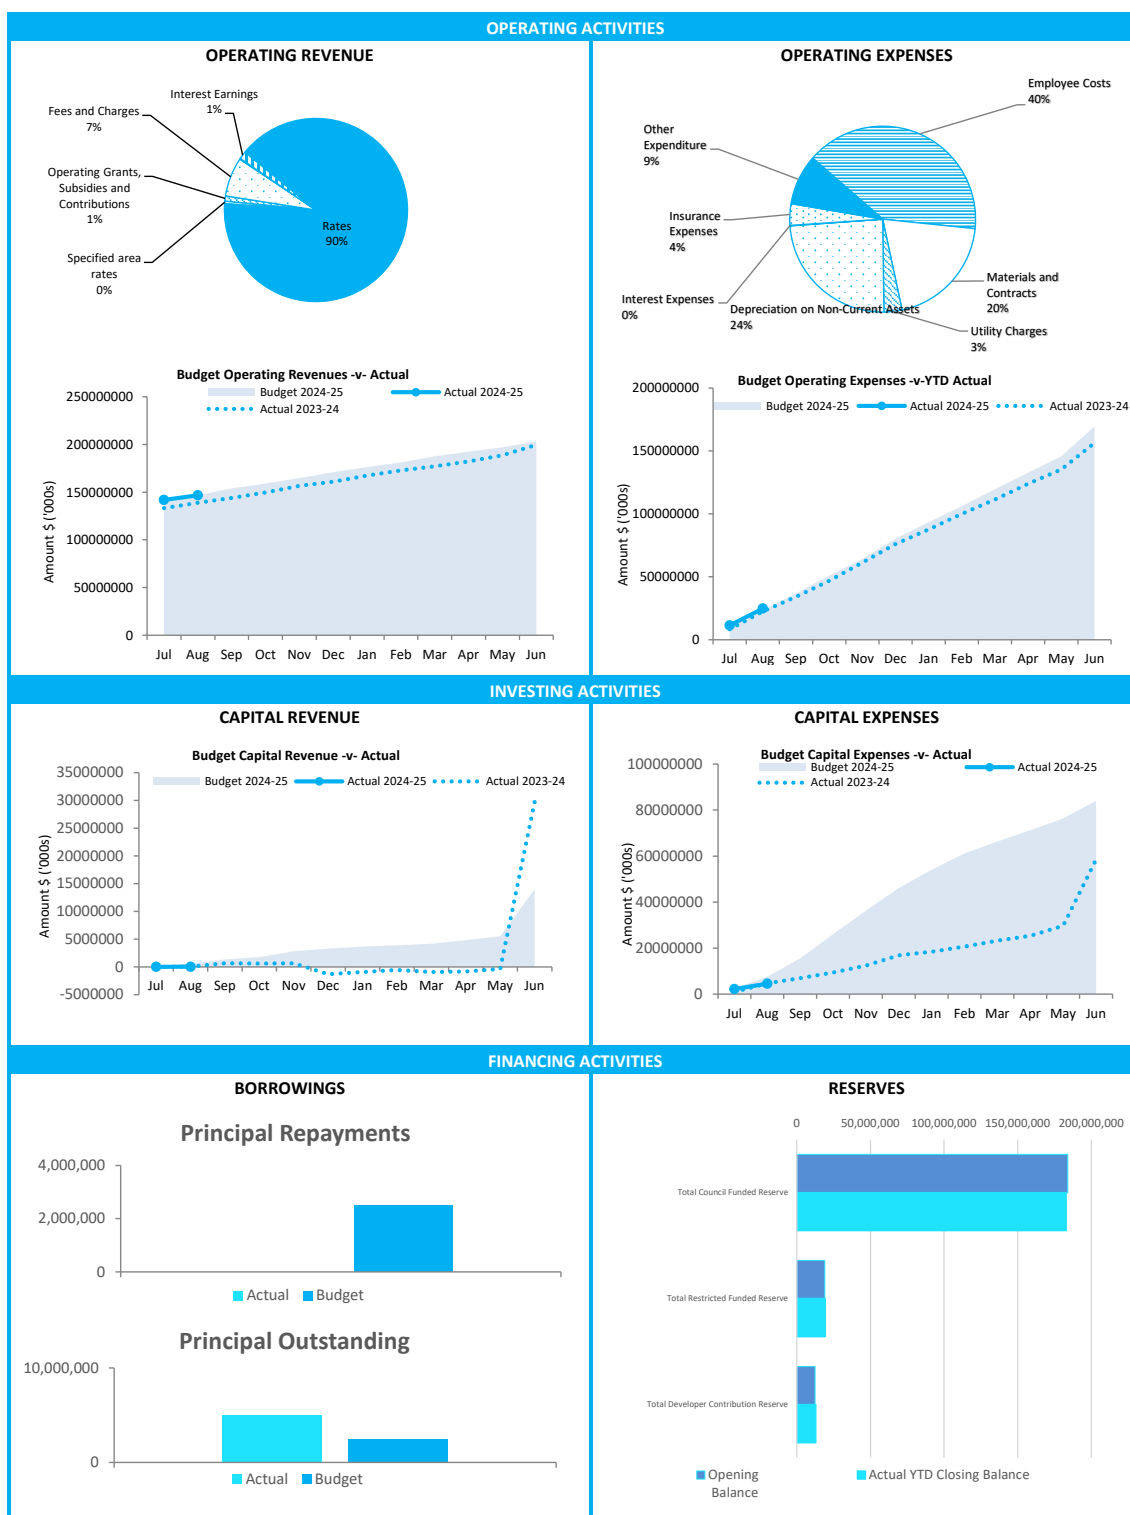 OPERATING ACTIVITIES
OPERATING REVENUE
Interest Earnings
1%
Fees and Charges
7%
Operating Grants,
Subsidies and
Contributions
1%
Specified area
rates
0%
Rates
90%
OPERATING EXPENSES
Employee Costs
40%
Other
Expenditure
9%
Insurance
Expenses
4%
Interest Expenses
0%
Depreciation on Non-Current Assets
24%
Materials and
Contracts
20%
Utility Charges
3%
Budget Operating Revenues -v- Actual
Budget 2024-25
Actual 2024-25
Actual 2023-24
Amount $ ('000s)
250000000
200000000
150000000
100000000
50000000
0
Jul Aug Sep Oct Nov Dec Jan Feb Mar Apr May Jun
Budget Operating Expenses -v-YTD Actual
Budget 2024-25
Actual 2024-25
Actual 2023-24
Amount $ ('000s)
200000000
150000000
100000000
50000000
0
Jul Aug Sep Oct Nov Dec Jan Feb Mar Apr May Jun
INVESTING ACTIVITIES
CAPITAL REVENUE
Budget Capital Revenue -v- Actual
Budget 2024-25
Actual 2024-25
Actual 2023-24
Amount $ ('000s)
35000000
30000000
25000000
20000000
15000000
10000000
5000000
0
-5000000
Jul Aug Sep Oct Nov Dec Jan Feb Mar Apr May Jun
CAPITAL EXPENSES
Budget Capital Expenses -v- Actual
Budget 2024-25
Actual 2024-25
Actual 2023-24
Amount $ ('000s)
100000000
80000000
60000000
40000000
20000000
0
Jul Aug Sep Oct Nov Dec Jan Feb Mar Apr May Jun
FINANCING ACTIVITIES
BORROWINGS
Principal Repayments
4,000,000
2,000,000
0
Actual Budget
Principal Outstanding
10,000,000
0
Actual Budget
RESERVES
0 50,000,000 100,000,000 150,000,000 200,000,000
Total Council Funded Reserve
Total Restricted Funded Reserve
Total Developer Contribution Reserve
Opening
Balance
Actual YTD Closing Balance